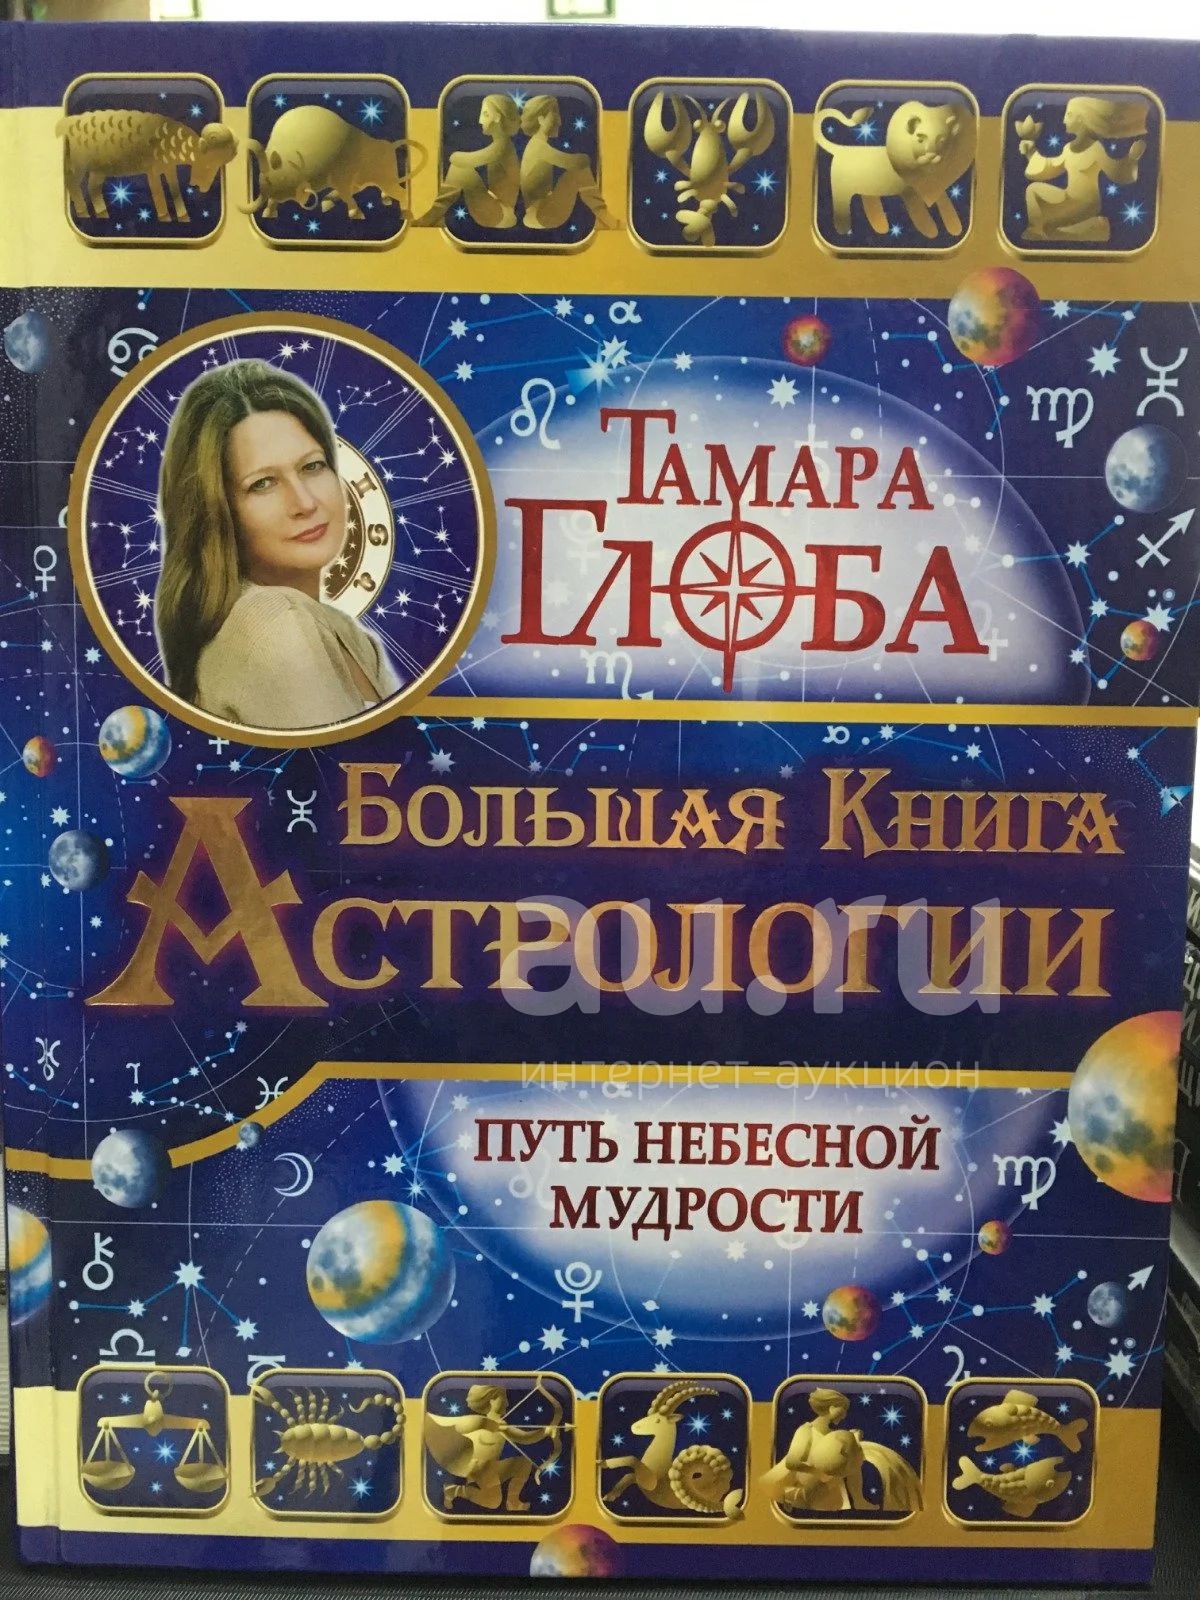 Тамара
Глоба
Большая Книга
Астрологии
au.ru
интернет-аукцион
ПУТЬ НЕБЕСНОЙ
МУДРОСТИ